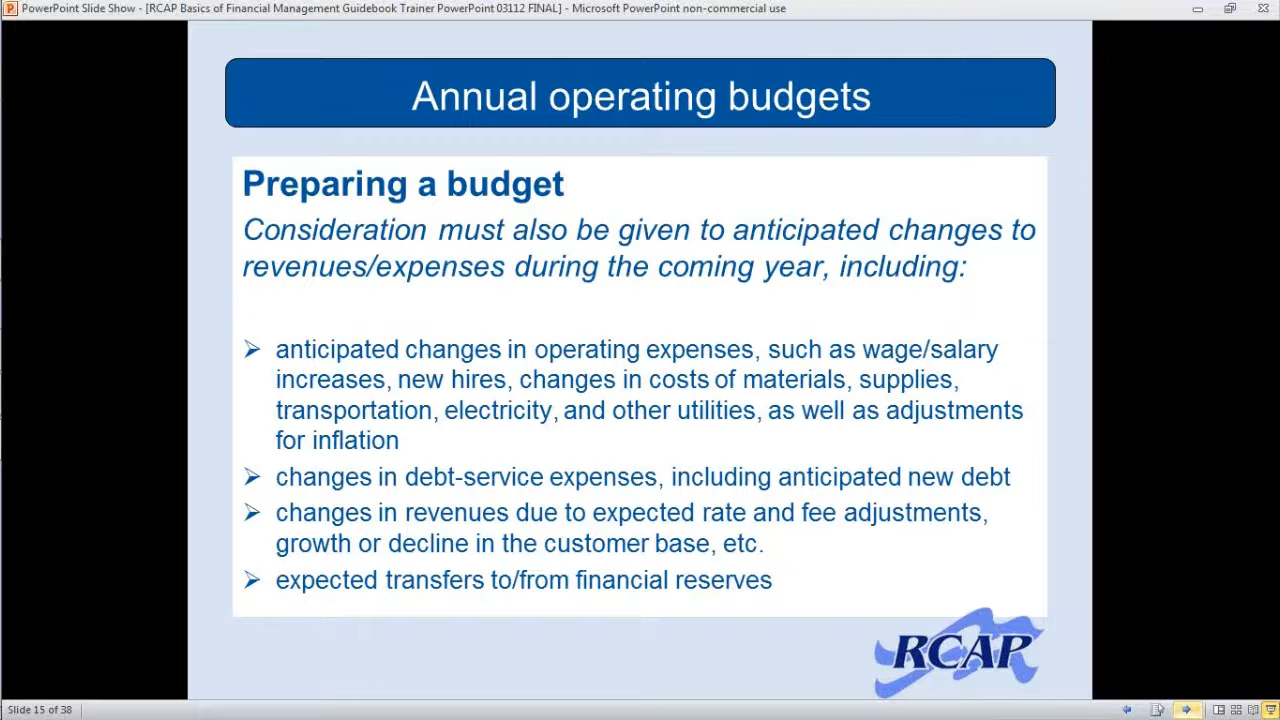 PowerPoint Slide Show - [RCAP Basics of Financial Management Guidebook Trainer PowerPoint 03112 FINAL] - Microsoft PowerPoint non-commercial use
Annual operating budgets
Preparing a budget
Consideration must also be given to anticipated changes to
revenues/expenses during the coming year, including:
➢ anticipated changes in operating expenses, such as wage/salary
increases, new hires, changes in costs of materials, supplies,
transportation, electricity, and other utilities, as well as adjustments
for inflation
➢ changes in debt-service expenses, including anticipated new debt
➢ changes in revenues due to expected rate and fee adjustments,
growth or decline in the customer base, etc.
➢ expected transfers to/from financial reserves
RCAP
Slide 15 of 38